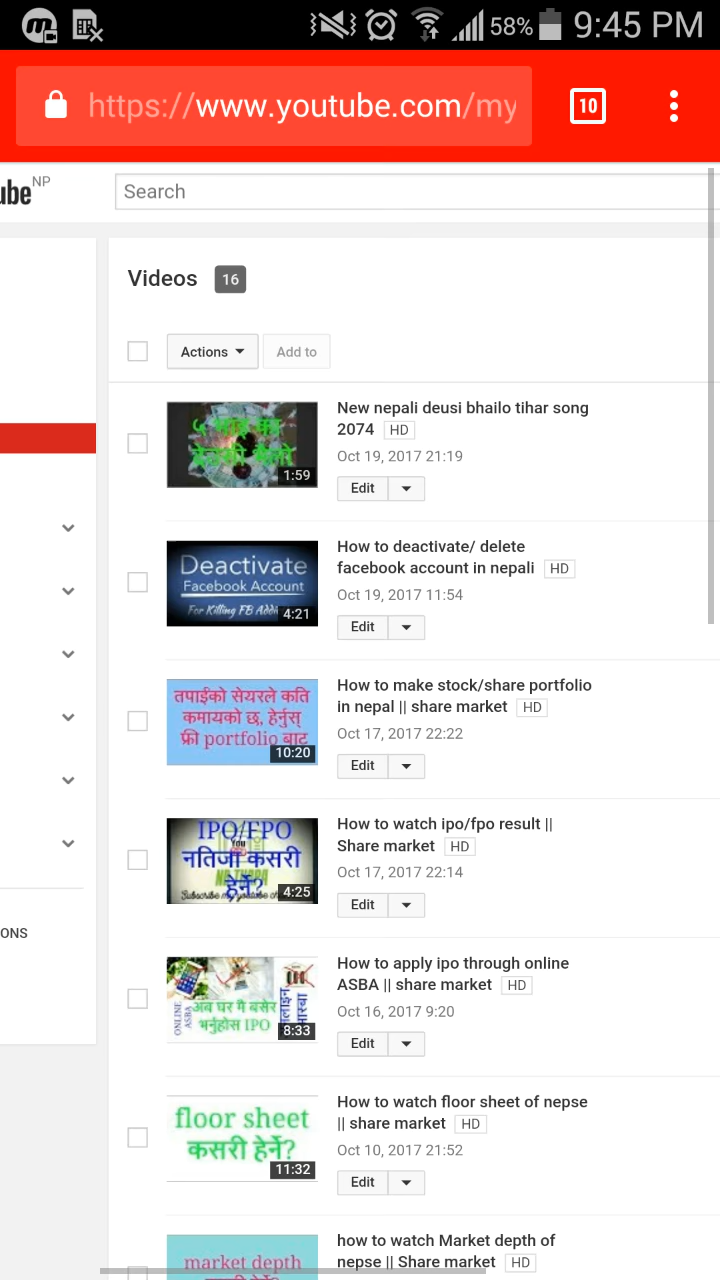 58% 9:45 PM
https://www.youtube.com/my
10
ube NP
Search
Videos 16
Actions Add to
New nepali deusi bhailo tihar song
2074 HD
1:59
Oct 19, 2017 21:19
Edit
Deactivate
Facebook Account
For Killing FB
4:21
How to deactivate/ delete
facebook account in nepali HD
Oct 19, 2017 11:54
Edit
तपाईको सेयरले कति
कमायको छ, हेर्नुस्
फ्री portfolio बाट
10:20
How to make stock/share portfolio
in nepal || share market HD
Oct 17, 2017 22:22
Edit
IPO/FPO
You
नतिजा कसरी
हेर्ने?
4:25
How to watch ipo/fpo result ||
Share market HD
Oct 17, 2017 22:14
Edit
ONLINE
ASBA
अब घर मै बसेर
भर्नुहोस IPO
8:33
How to apply ipo through online
ASBA || share market HD
Oct 16, 2017 9:20
Edit
ONS
floor sheet
कसरी हेर्ने?
11:32
How to watch floor sheet of nepse
|| share market HD
Oct 10, 2017 21:52
Edit
market depth
how to watch Market depth of
nepse || Share market HD